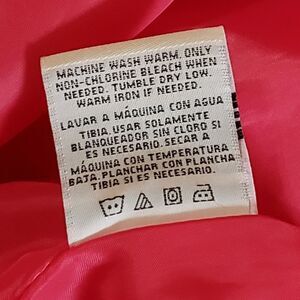 MACHINE WASH WARM, ONLY
NON-CHLORINE BLEACH WHEN
NEEDED. TUMBLE DRY LOW.
WARM IRON IF NEEDED.
LAVAR A MÁQUINA CON AGUA
TIBIA. USAR SOLAMENTE
BLANQUEADOR SIN CLORO SI
ES NECESARIO. SECAR A
MÁQUINA CON TEMPERATURA
BAJA. PLANCHAR CON PLANCHA
TIBIA SI ES NECESARIO.